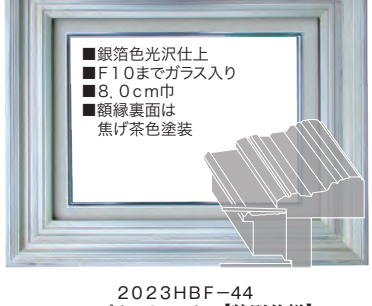 ■銀箔色光沢仕上
■F10までガラス入り
■8.0cm巾
■額縁裏面は
焦げ茶色塗装
2023HBF−44